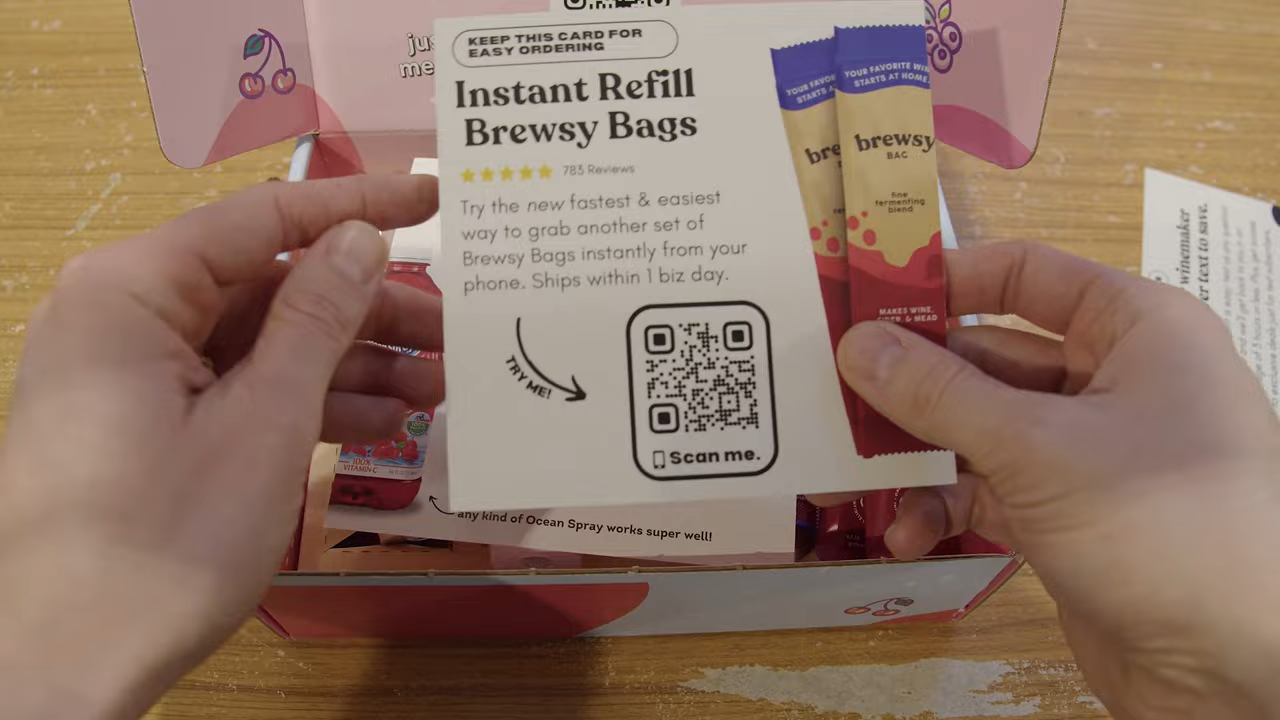 KEEP THIS CARD FOR
EASY ORDERING
Instant Refill
Brewsy Bags
783 Reviews
Try the new fastest & easiest
way to grab another set of
Brewsy Bags instantly from your
phone. Ships within 1 biz day.
TRY ME!
Scan me.
YOUR FAVORITE
STARTS AT HOME
brewsy
BAG
fine
fermenting
blend
MAKES WINE,
CIDER, & MEAD
100%
VITAMIN C
any kind of Ocean Spray works super well!
winemaker
text to save.